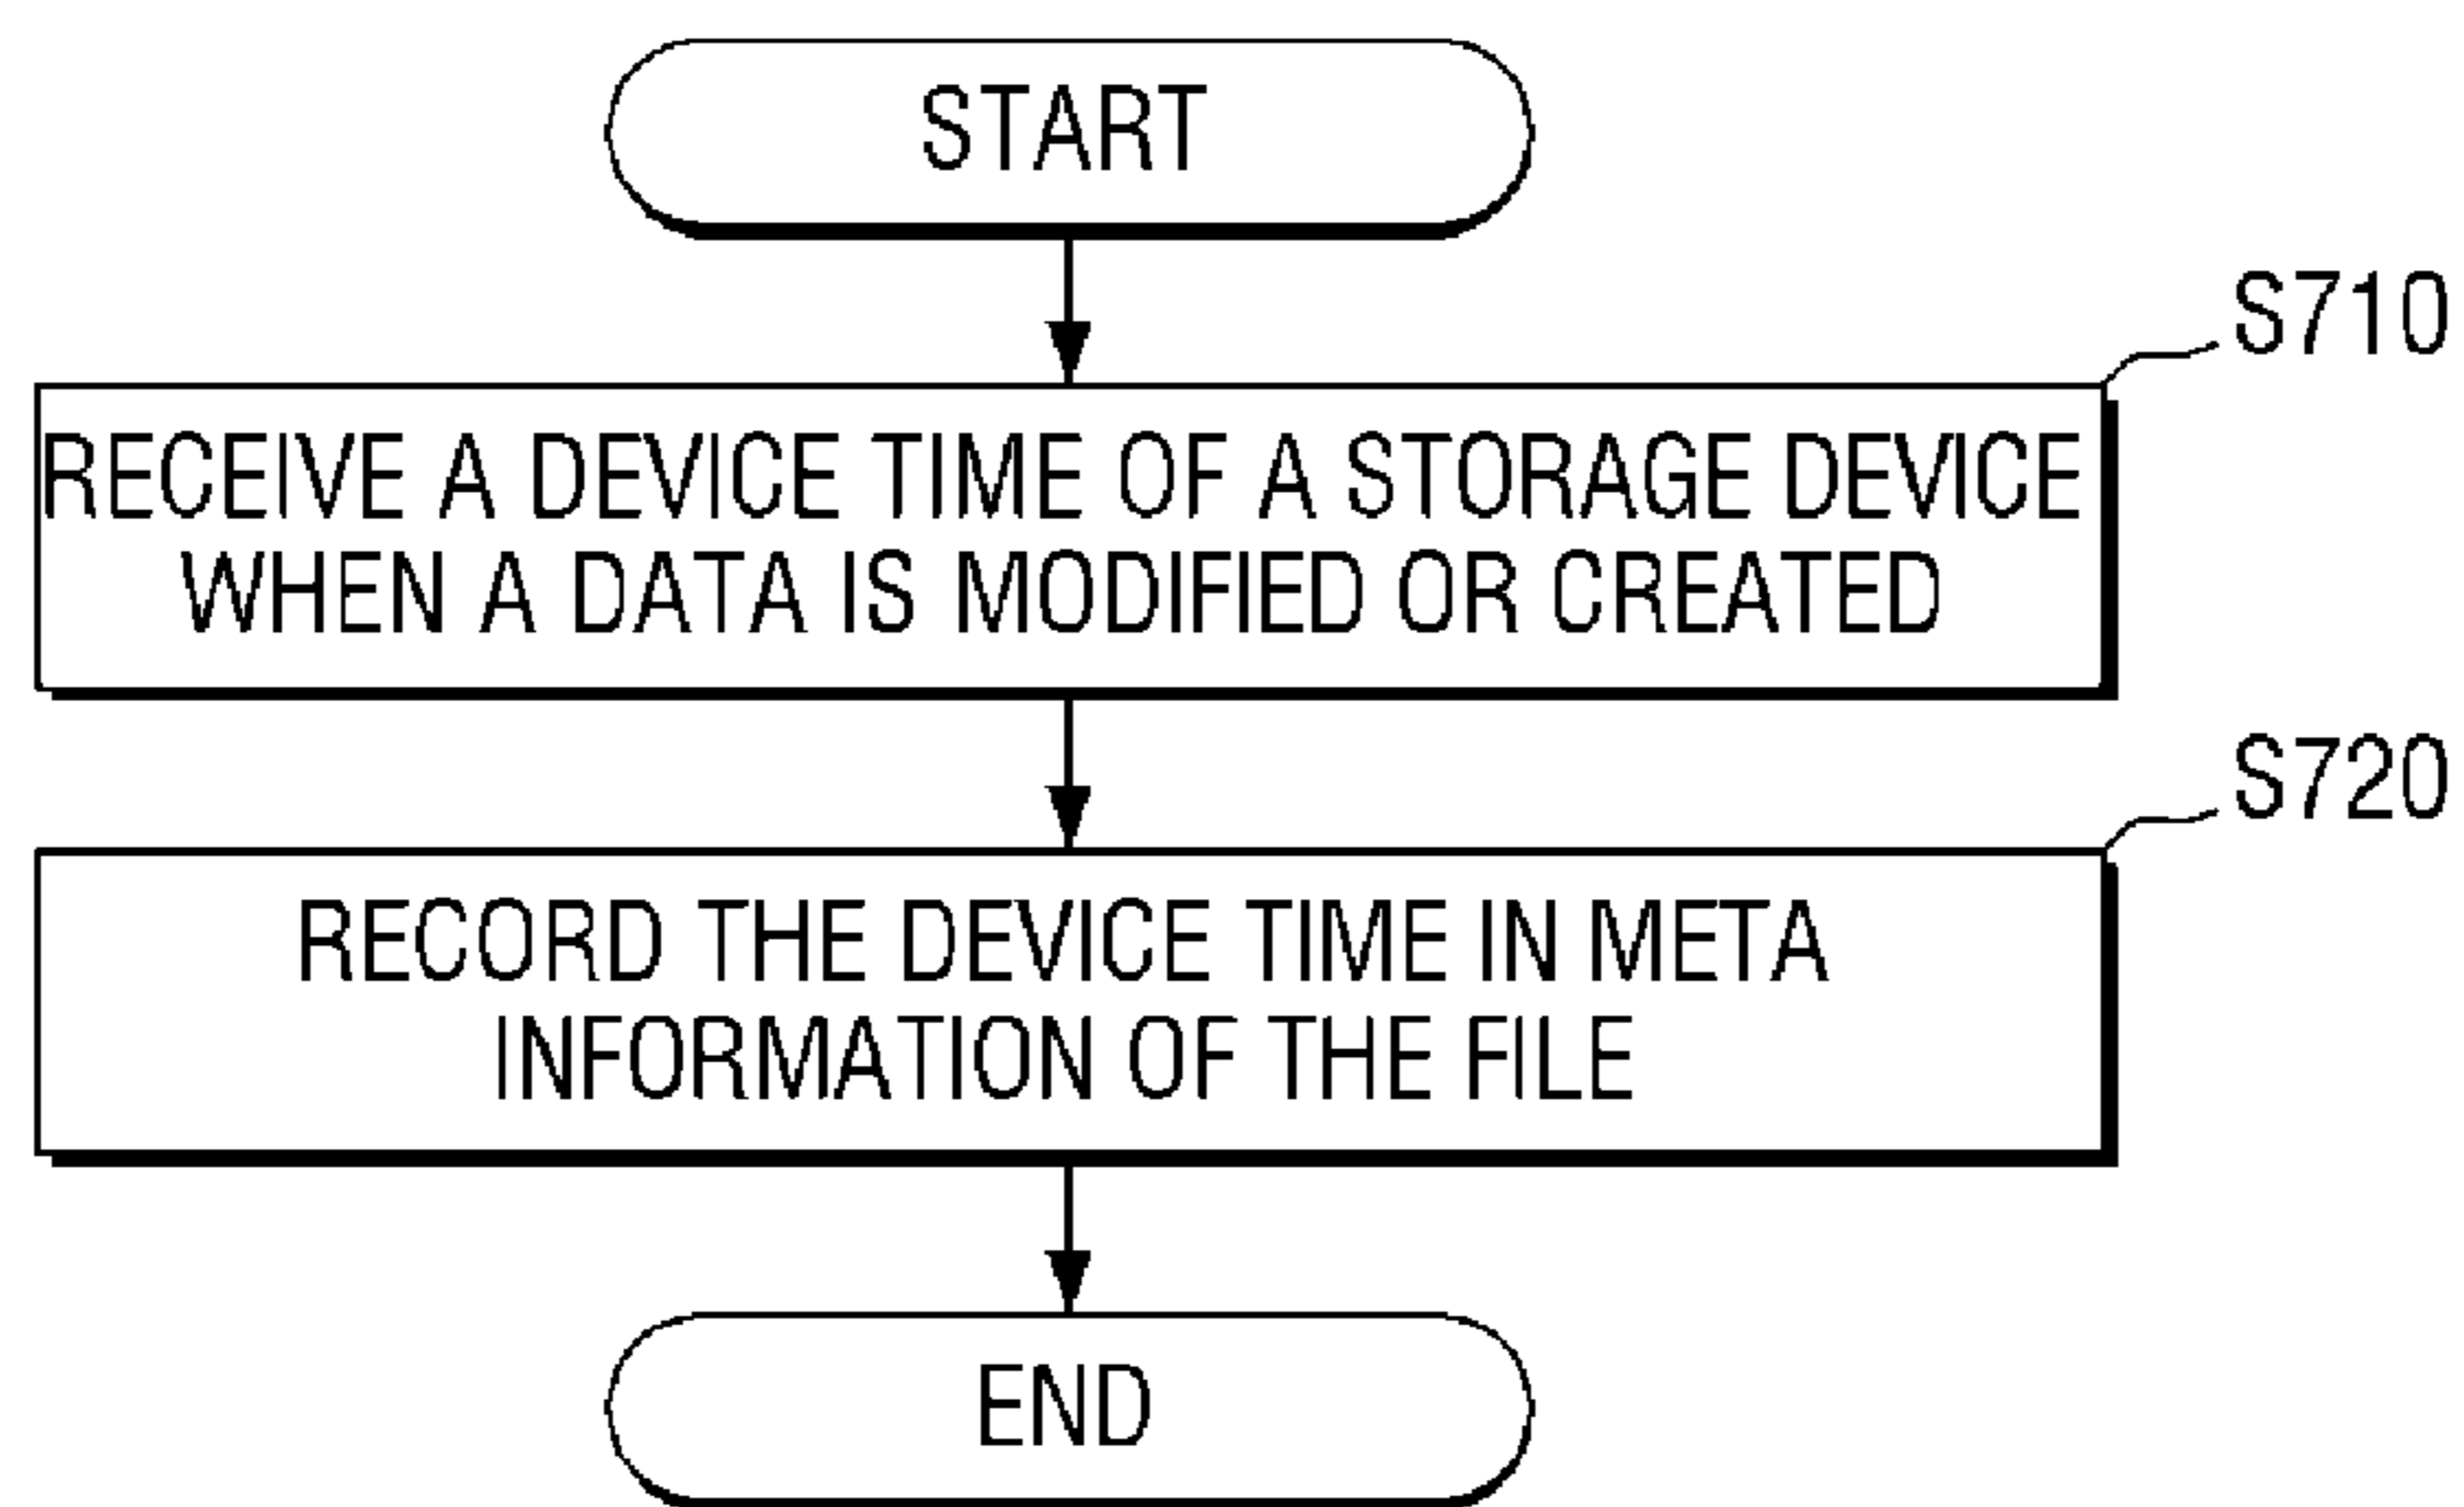 START
S710
RECEIVE A DEVICE TIME OF A STORAGE DEVICE
WHEN A DATA IS MODIFIED OR CREATED
S720
RECORD THE DEVICE TIME IN META
INFORMATION OF THE FILE
END